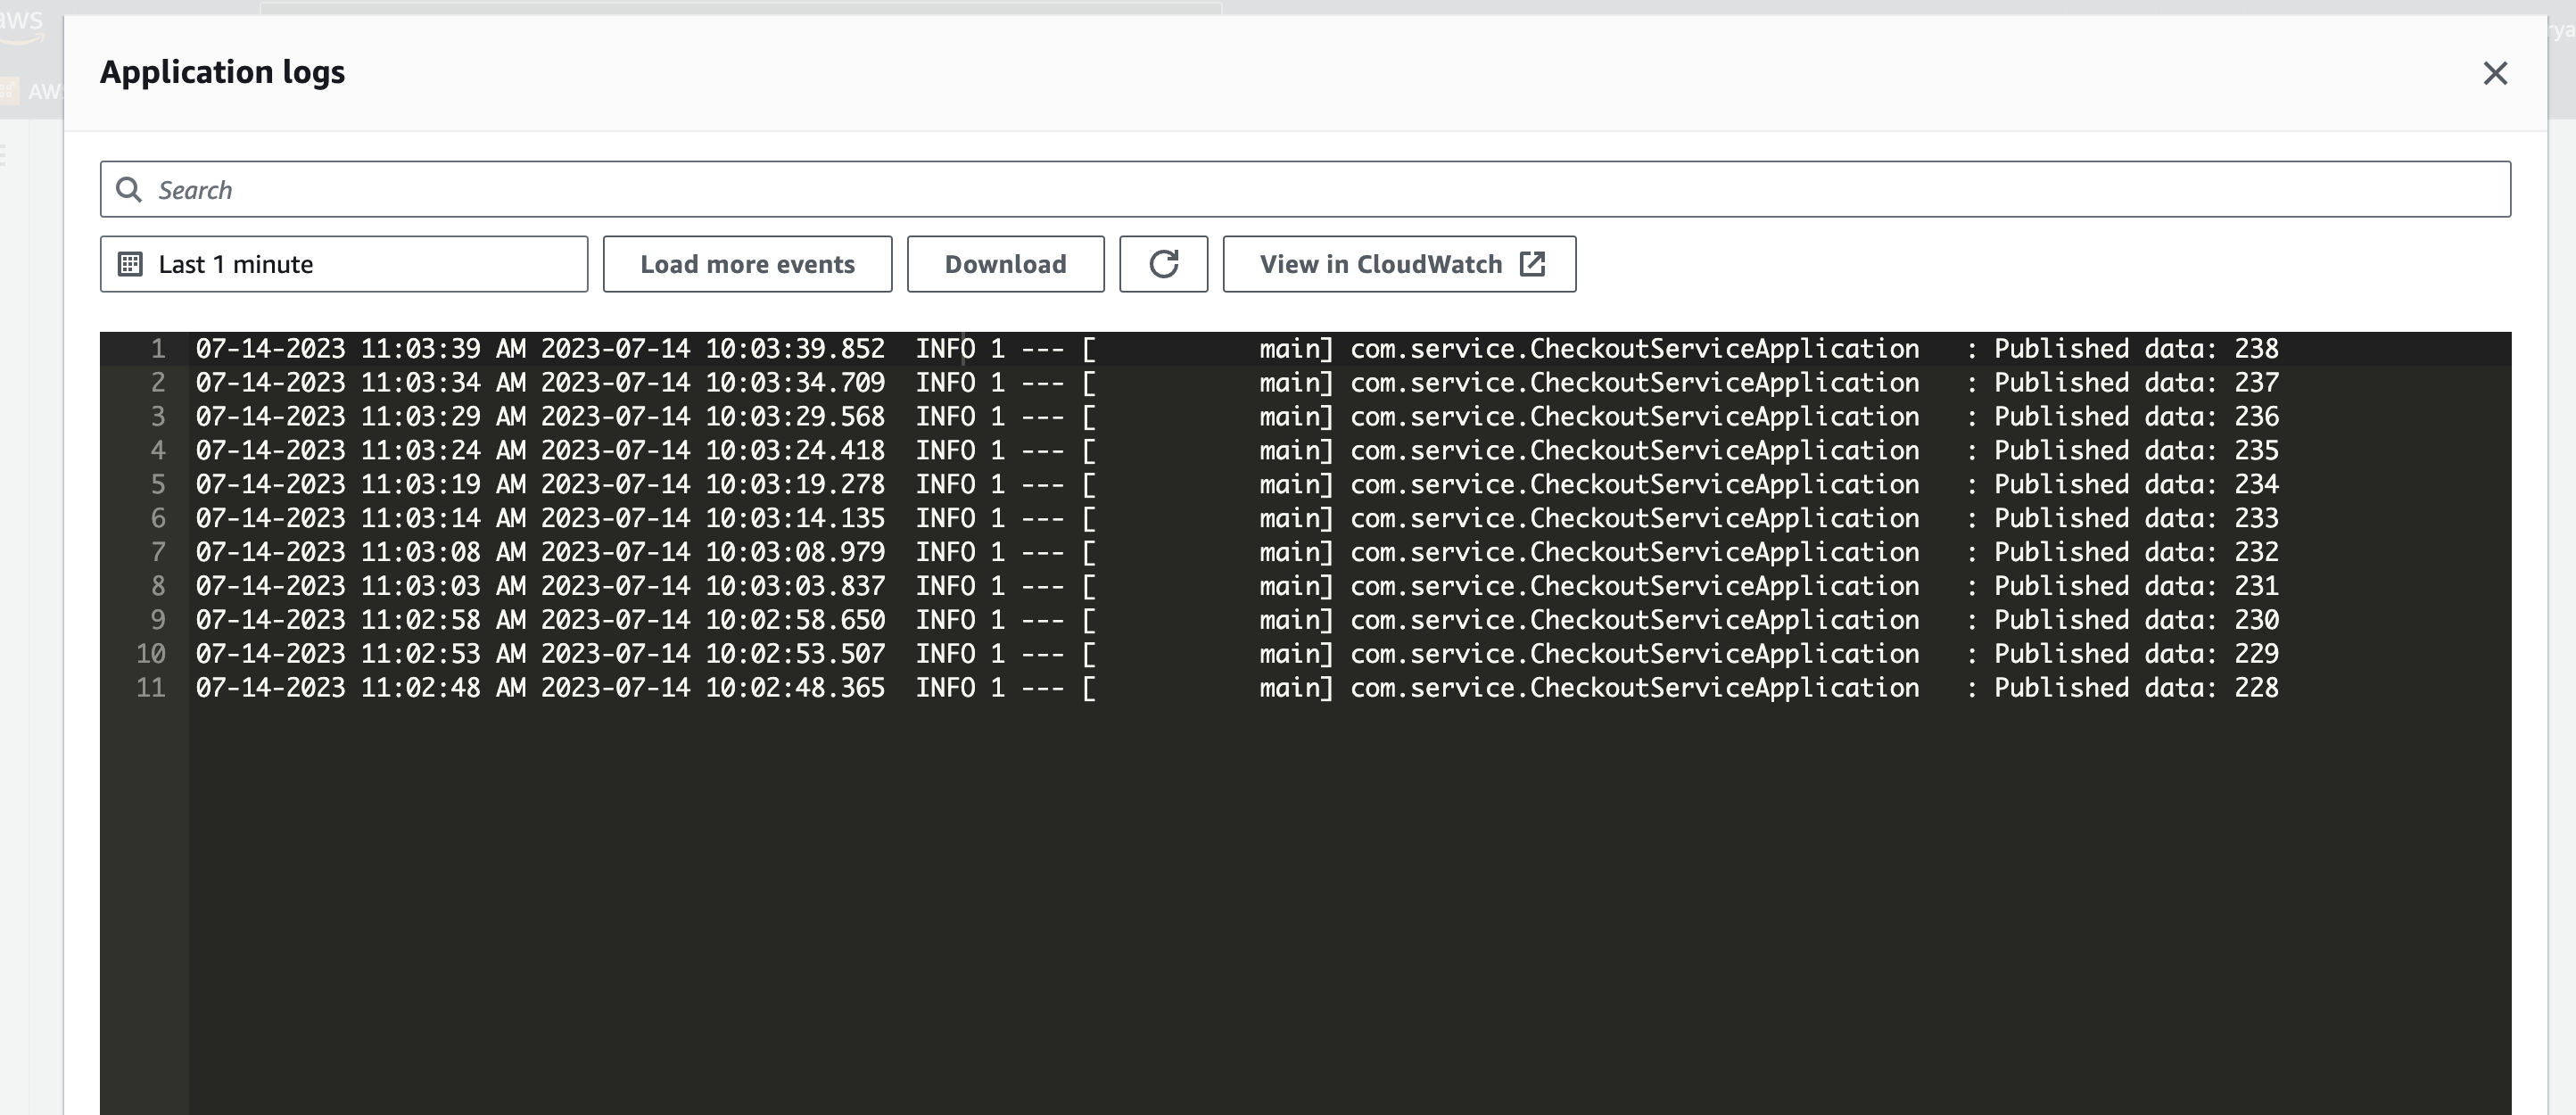 aws
AWS
rya
Application logs
Search
Last 1 minute Load more events Download View in CloudWatch
1 07-14-2023 11:03:39 AM 2023-07-14 10:03:39.852  INFO 1 --- [           main] com.service.CheckoutServiceApplication   : Published data: 238
2 07-14-2023 11:03:34 AM 2023-07-14 10:03:34.709  INFO 1 --- [           main] com.service.CheckoutServiceApplication   : Published data: 237
3 07-14-2023 11:03:29 AM 2023-07-14 10:03:29.568  INFO 1 --- [           main] com.service.CheckoutServiceApplication   : Published data: 236
4 07-14-2023 11:03:24 AM 2023-07-14 10:03:24.418  INFO 1 --- [           main] com.service.CheckoutServiceApplication   : Published data: 235
5 07-14-2023 11:03:19 AM 2023-07-14 10:03:19.278  INFO 1 --- [           main] com.service.CheckoutServiceApplication   : Published data: 234
6 07-14-2023 11:03:14 AM 2023-07-14 10:03:14.135  INFO 1 --- [           main] com.service.CheckoutServiceApplication   : Published data: 233
7 07-14-2023 11:03:08 AM 2023-07-14 10:03:08.979  INFO 1 --- [           main] com.service.CheckoutServiceApplication   : Published data: 232
8 07-14-2023 11:03:03 AM 2023-07-14 10:03:03.837  INFO 1 --- [           main] com.service.CheckoutServiceApplication   : Published data: 231
9 07-14-2023 11:02:58 AM 2023-07-14 10:02:58.650  INFO 1 --- [           main] com.service.CheckoutServiceApplication   : Published data: 230
10 07-14-2023 11:02:53 AM 2023-07-14 10:02:53.507  INFO 1 --- [           main] com.service.CheckoutServiceApplication   : Published data: 229
11 07-14-2023 11:02:48 AM 2023-07-14 10:02:48.365  INFO 1 --- [           main] com.service.CheckoutServiceApplication   : Published data: 228